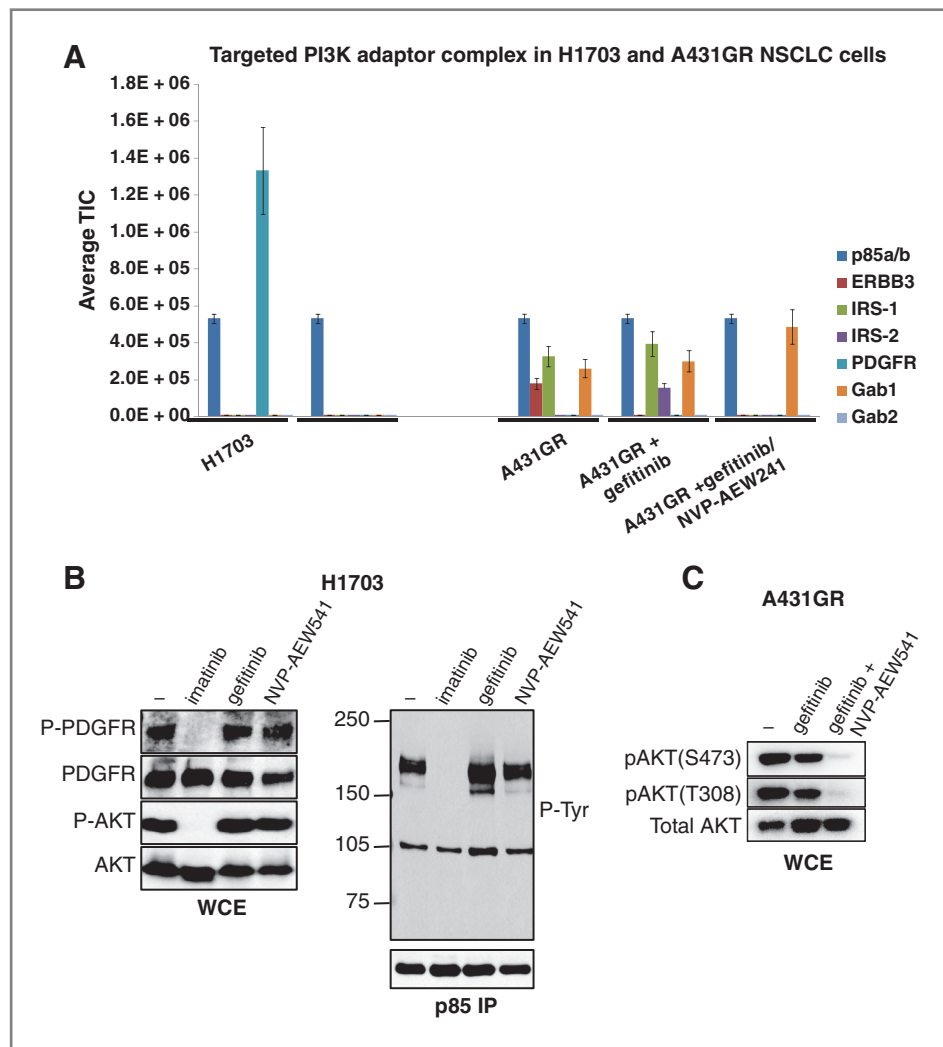 A
Targeted PI3K adaptor complex in H1703 and A431GR NSCLC cells
Average TIC
1.8E + 06
1.6E + 06
1.4E + 06
1.2E + 06
1.0E + 06
8.0E + 05
6.0E + 05
4.0E + 05
2.0E + 05
0.0E + 00
H1703
A431GR
A431GR +
gefitinib
A431GR +gefitinib/
NVP-AEW241
p85a/b
ERBB3
IRS-1
IRS-2
PDGFR
Gab1
Gab2
B
H1703
–
imatinib
gefitinib
NVP-AEW541
P-PDGFR
PDGFR
P-AKT
AKT
WCE
–
imatinib
gefitinib
NVP-AEW541
250
150
105
75
P-Tyr
p85 IP
C
A431GR
–
gefitinib
gefitinib +
NVP-AEW541
pAKT(S473)
pAKT(T308)
Total AKT
WCE